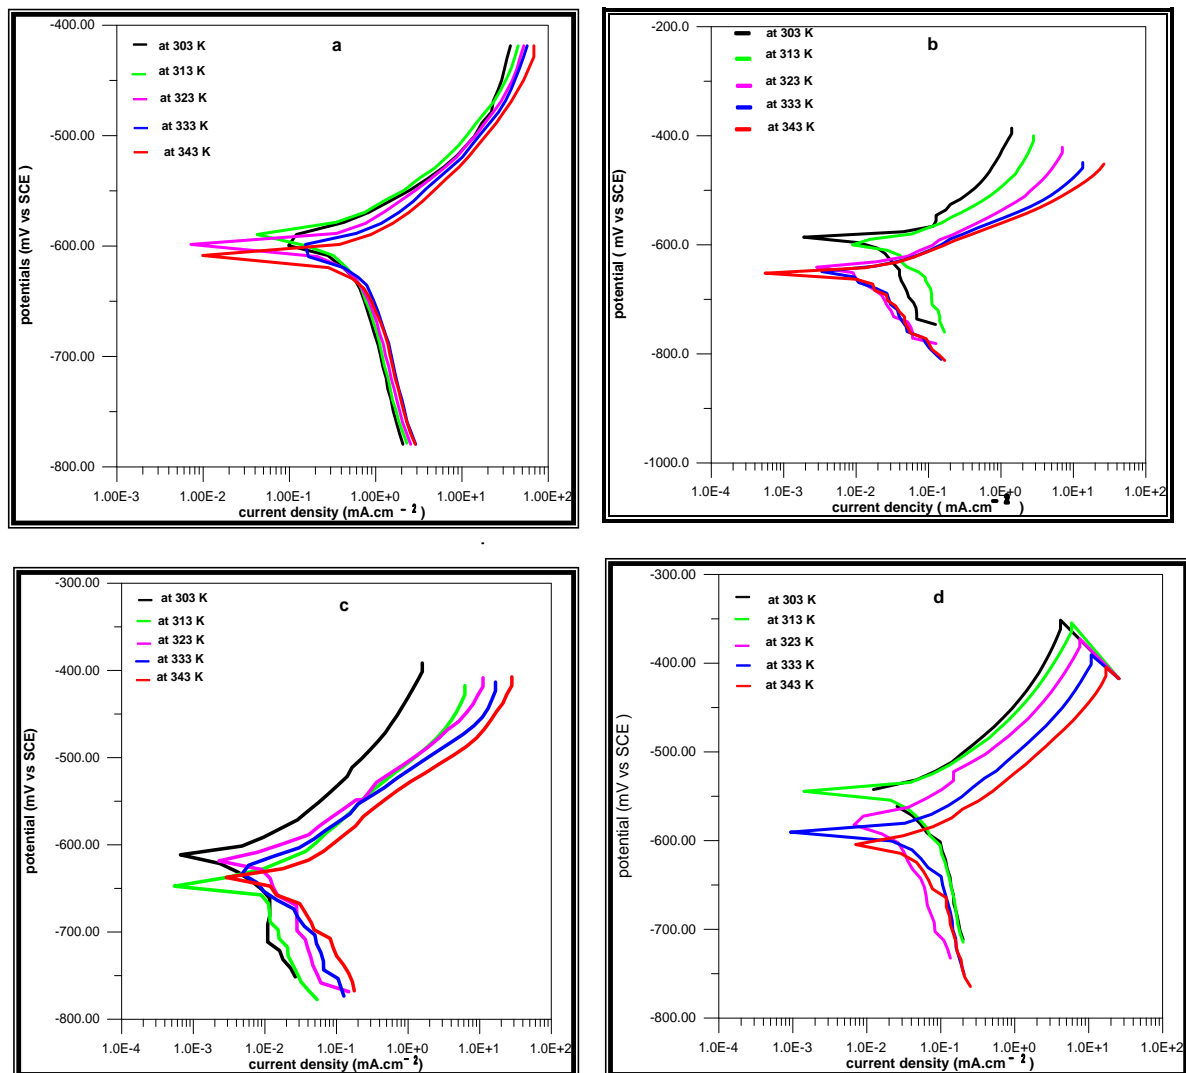 a
-400.00
-500.00
-600.00
-700.00
-800.00
potentials (mV vs SCE )
at 303 K
at 313 K
at 323 K
at 333 K
at 343 K
1.00E-3 1.00E-2 1.00E-1 1.00E+0 1.00E+1 1.00E+2
current density (mA.cm⁻²)
b
-200.0
-400.0
-600.0
-800.0
-1000.0
potential ( mV vs SCE)
at 303 K
at 313 K
at 323 K
at 333 K
at 343 K
1.0E-4 1.0E-3 1.0E-2 1.0E-1 1.0E+0 1.0E+1 1.0E+2
current dencity ( mA.cm⁻²)
c
-300.00
-400.00
-500.00
-600.00
-700.00
-800.00
potential (mV vs SCE)
at 303 K
at 313 K
at 323 K
at 333 K
at 343 K
1.0E-4 1.0E-3 1.0E-2 1.0E-1 1.0E+0 1.0E+1 1.0E+2
current density (mA.cm⁻²)
d
-300.00
-400.00
-500.00
-600.00
-700.00
-800.00
potential (mV vs SCE )
at 303 K
at 313 K
at 323 K
at 333 K
at 343 K
1.0E-4 1.0E-3 1.0E-2 1.0E-1 1.0E+0 1.0E+1 1.0E+2
current density (mA.cm⁻²)